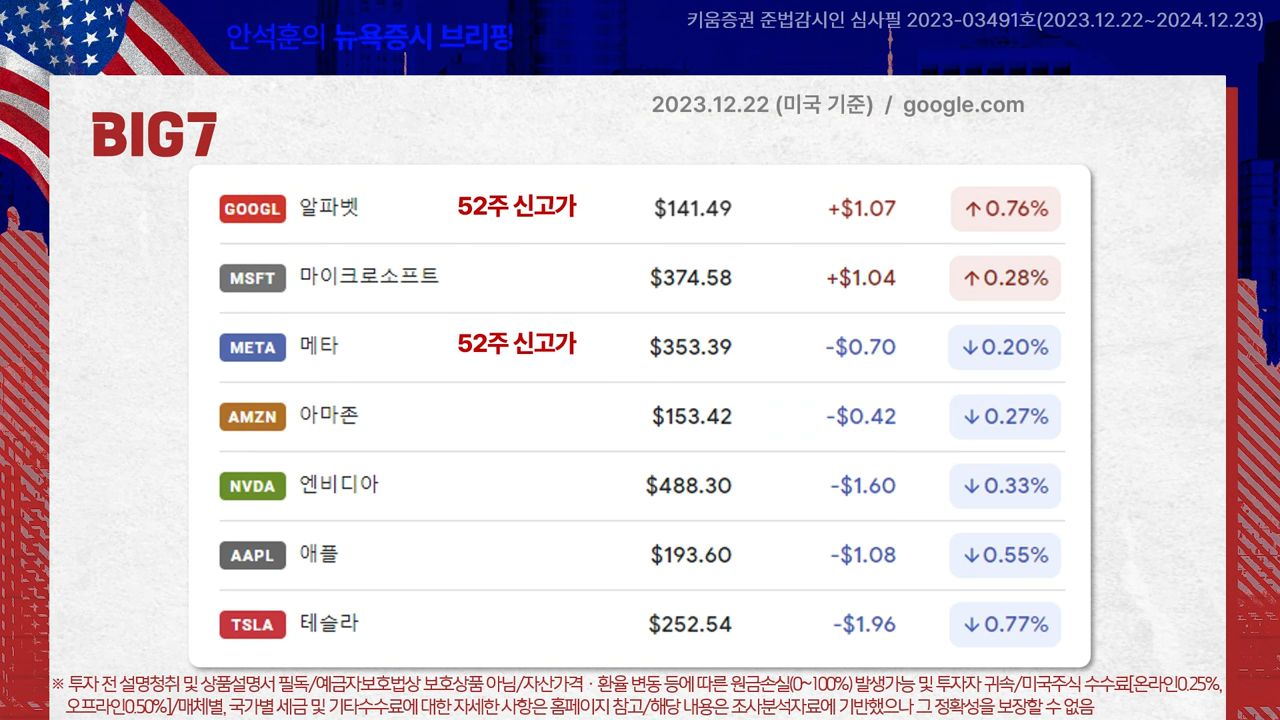 키움증권 준법감시인 심사필 2023-03491호(2023.12.22~2024.12.23)
안석훈의 뉴욕증시 브리핑
2023.12.22 (미국 기준) / google.com
BIG7
GOOGL 알파벳 52주 신고가 $141.49 +$1.07 ↑0.76%
MSFT 마이크로소프트 $374.58 +$1.04 ↑0.28%
META 메타 52주 신고가 $353.39 -$0.70 ↓0.20%
AMZN 아마존 $153.42 -$0.42 ↓0.27%
NVDA 엔비디아 $488.30 -$1.60 ↓0.33%
AAPL 애플 $193.60 -$1.08 ↓0.55%
TSLA 테슬라 $252.54 -$1.96 ↓0.77%
※ 투자 전 설명청취 및 상품설명서 필독/예금자보호법상 보호상품 아님/자산가격 · 환율 변동 등에 따른 원금손실(0~100%) 발생가능 및 투자자 귀속/미국주식 수수료[온라인0.25%,
오프라인0.50%]/매체별, 국가별 세금 및 기타수수료에 대한 자세한 사항은 홈페이지 참고/해당 내용은 조사분석자료에 기반했으나 그 정확성을 보장할 수 없음